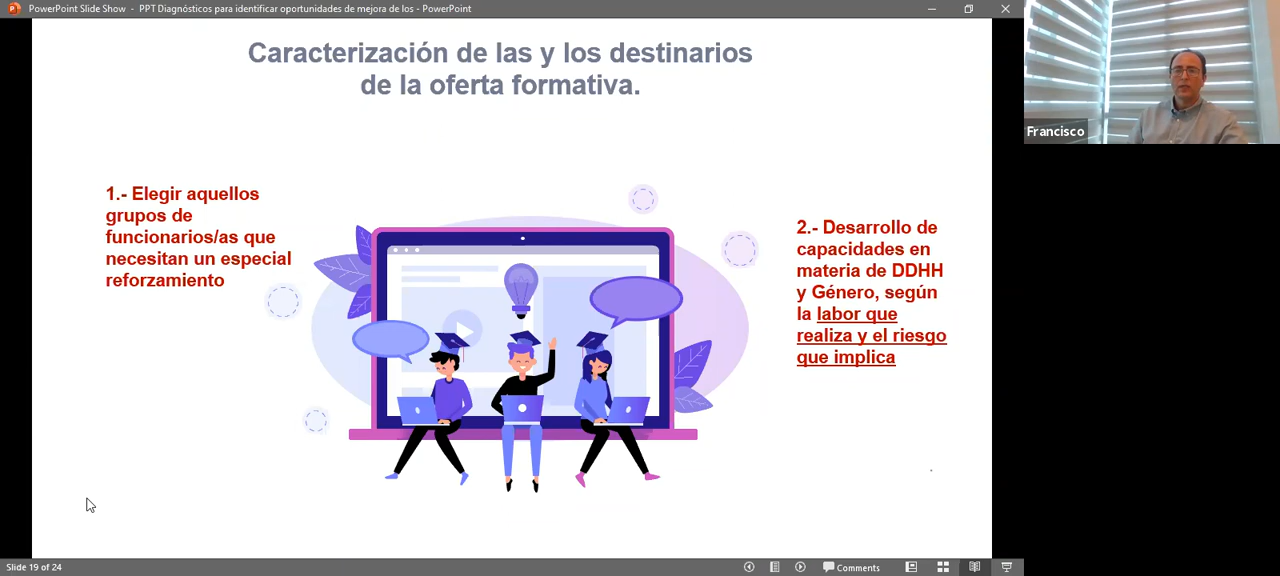 PowerPoint Slide Show - PPT Diagnósticos para identificar oportunidades de mejora de los - PowerPoint
Caracterización de las y los destinarios
de la oferta formativa.
1.- Elegir aquellos
grupos de
funcionarios/as que
necesitan un especial
reforzamiento
2.- Desarrollo de
capacidades en
materia de DDHH
y Género, según
la labor que
realiza y el riesgo
que implica
Francisco
Slide 19 of 24
Comments